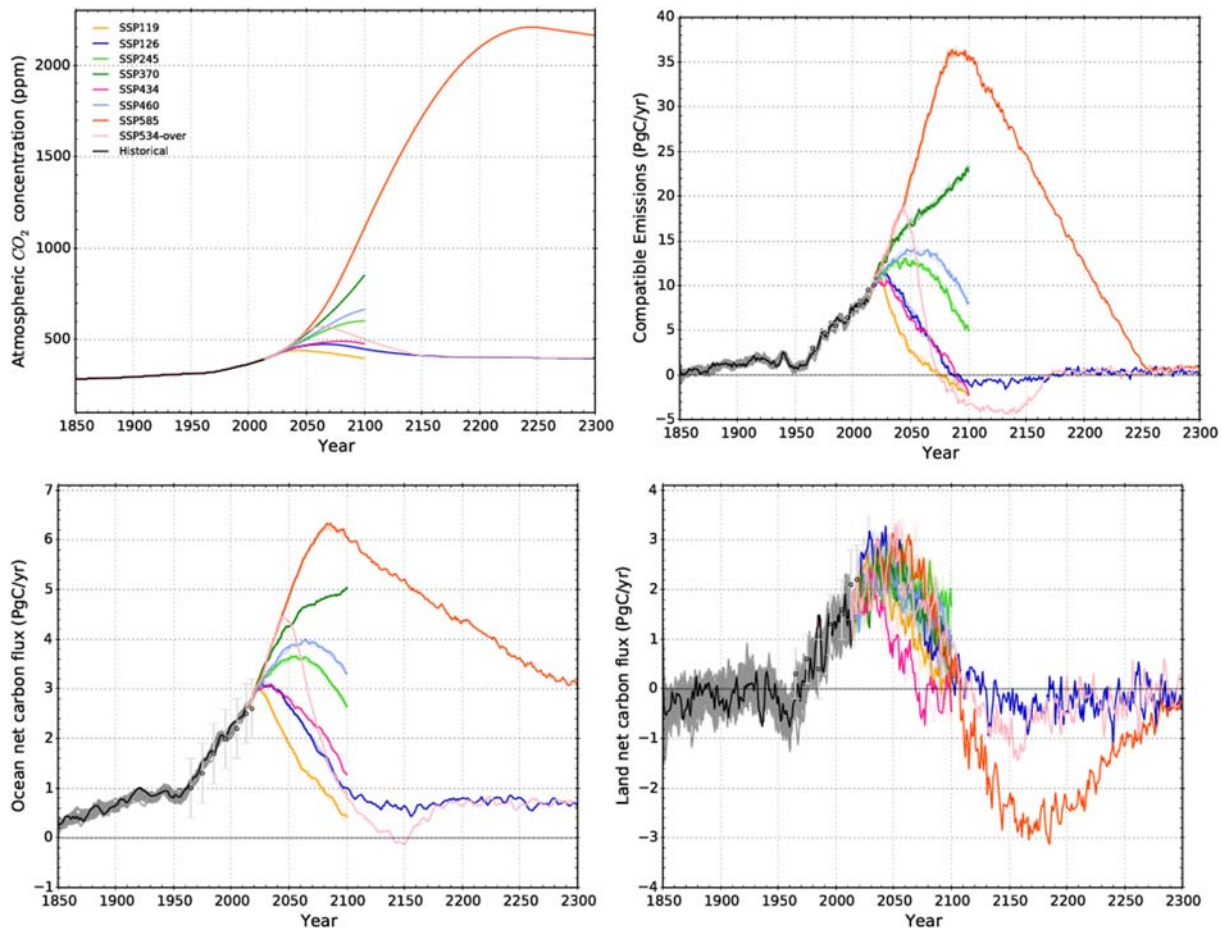 Atmospheric CO2 concentration (ppm)
2000
1500
1000
500
SSP119
SSP126
SSP245
SSP370
SSP434
SSP460
SSP585
SSP534-over
Historical
1850 1900 1950 2000 2050 2100 2150 2200 2250 2300
Year
Compatible Emissions (PgC/yr)
40
35
30
25
20
15
10
5
0
−5
1850 1900 1950 2000 2050 2100 2150 2200 2250 2300
Year
Ocean net carbon flux (PgC/yr)
7
6
5
4
3
2
1
0
−1
1850 1900 1950 2000 2050 2100 2150 2200 2250 2300
Year
Land net carbon flux (PgC/yr)
4
3
2
1
0
−1
−2
−3
−4
1850 1900 1950 2000 2050 2100 2150 2200 2250 2300
Year